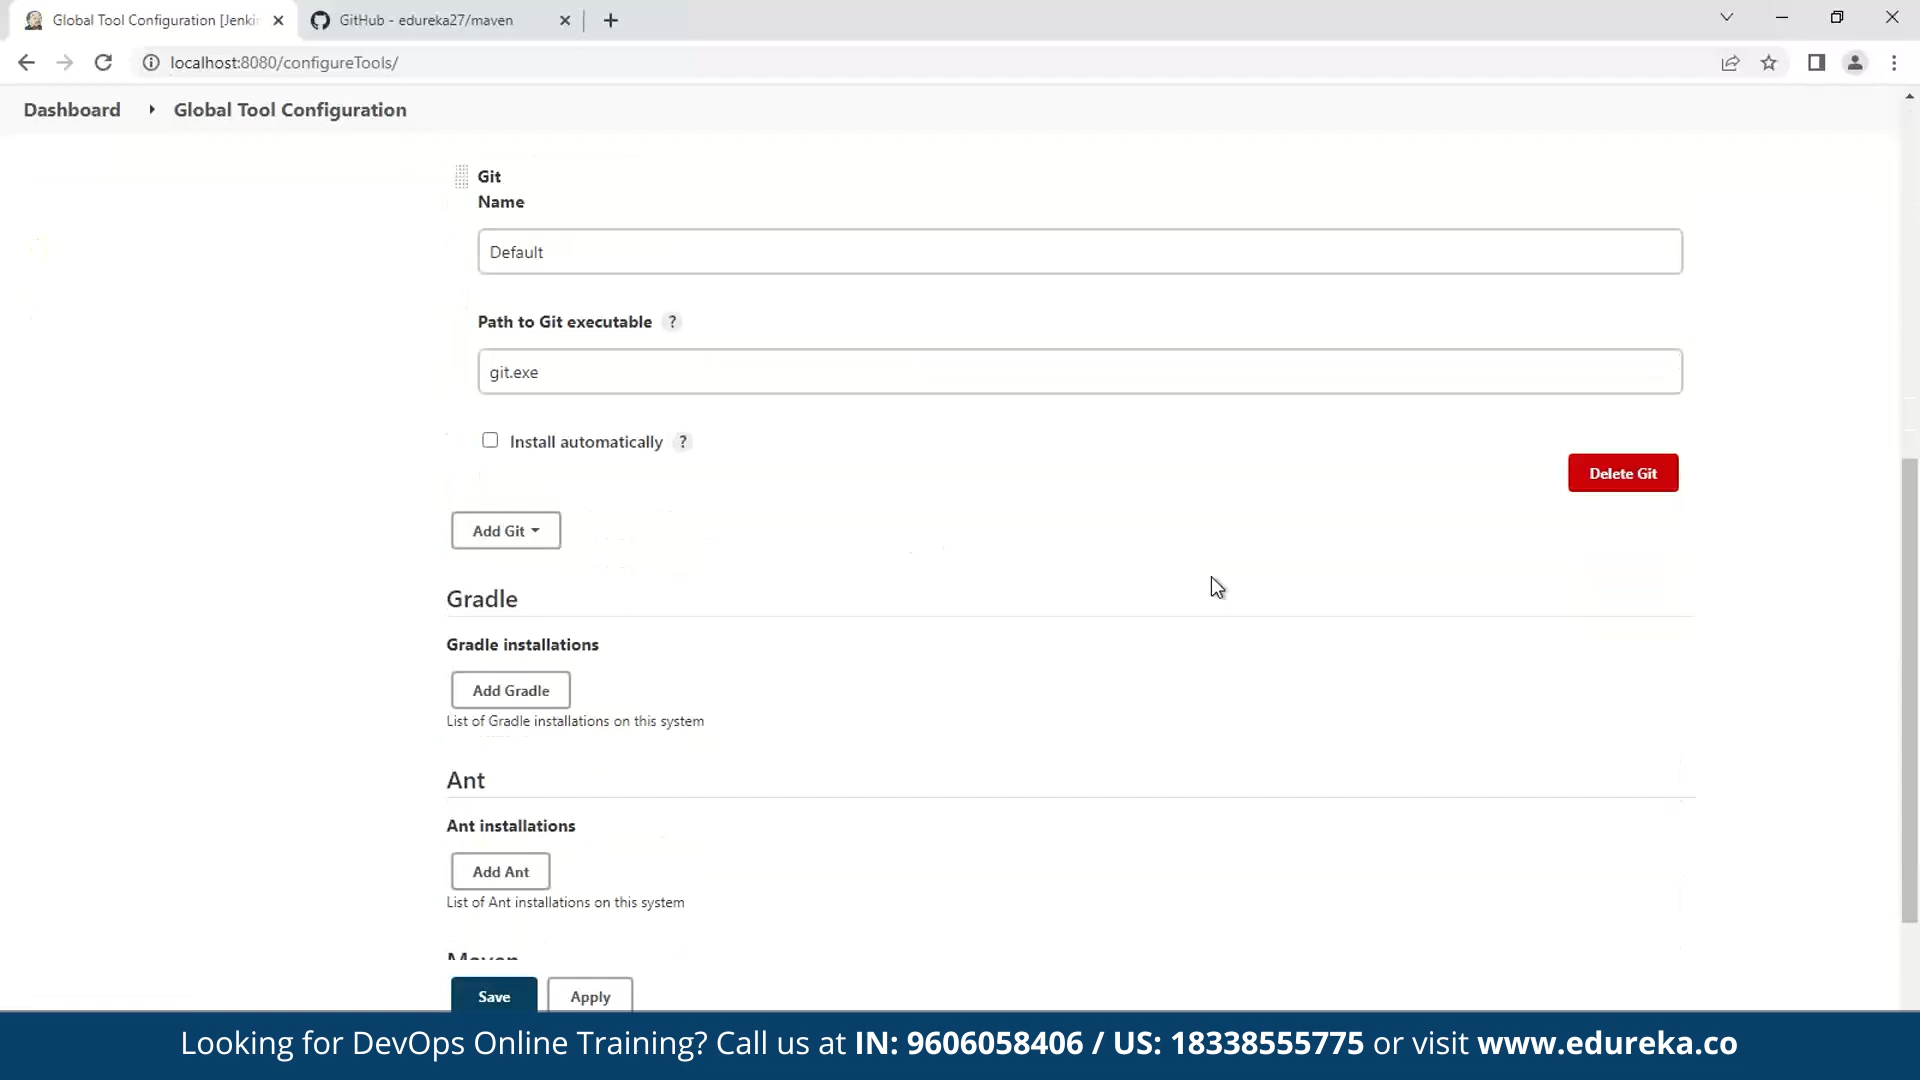 Global Tool Configuration [Jenki
GitHub - edureka27/maven
localhost:8080/configureTools/
Dashboard
Global Tool Configuration
Git
Name
Default
Path to Git executable ?
git.exe
Install automatically ?
Delete Git
Add Git
Gradle
Gradle installations
Add Gradle
List of Gradle installations on this system
Ant
Ant installations
Add Ant
List of Ant installations on this system
Maven
Save
Apply
Looking for DevOps Online Training? Call us at IN: 9606058406 / US: 18338555775 or visit www.edureka.co